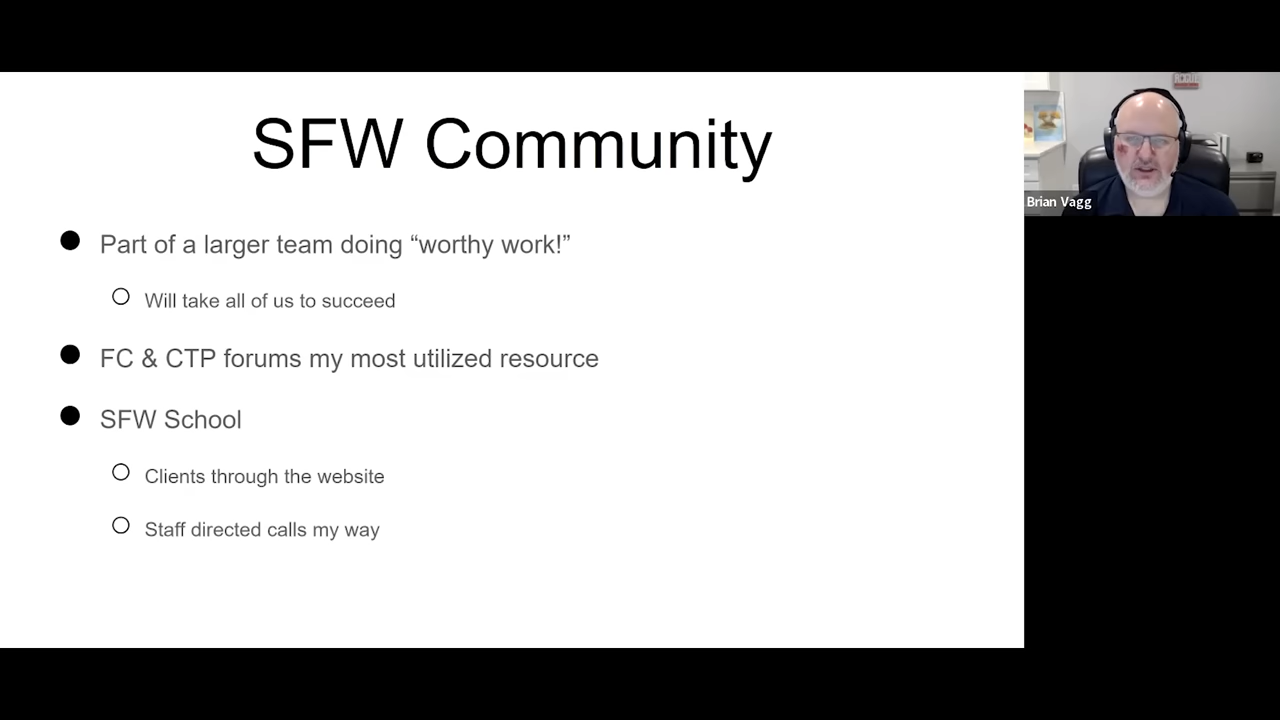 SFW Community
Part of a larger team doing “worthy work!”
Will take all of us to succeed
FC & CTP forums my most utilized resource
SFW School
Clients through the website
Staff directed calls my way
Brian Vagg